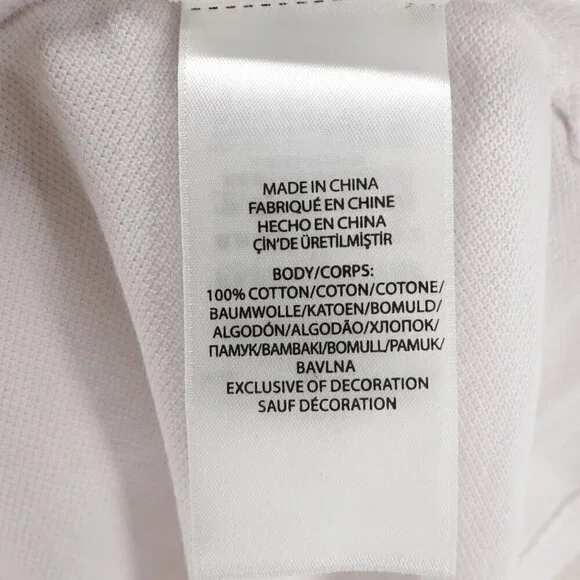 MADE IN CHINA
FABRIQUÉ EN CHINE
HECHO EN CHINA
ÇİN'DE ÜRETİLMİŞTİR
BODY/CORPS:
100% COTTON/COTON/COTONE/
BAUMWOLLE/KATOEN/BOMULD/
ALGODÓN/ALGODÃO/ХЛОПОК/
ПАМУК/BAMBAKI/BOMULL/PAMUK/
BAVLNA
EXCLUSIVE OF DECORATION
SAUF DÉCORATION